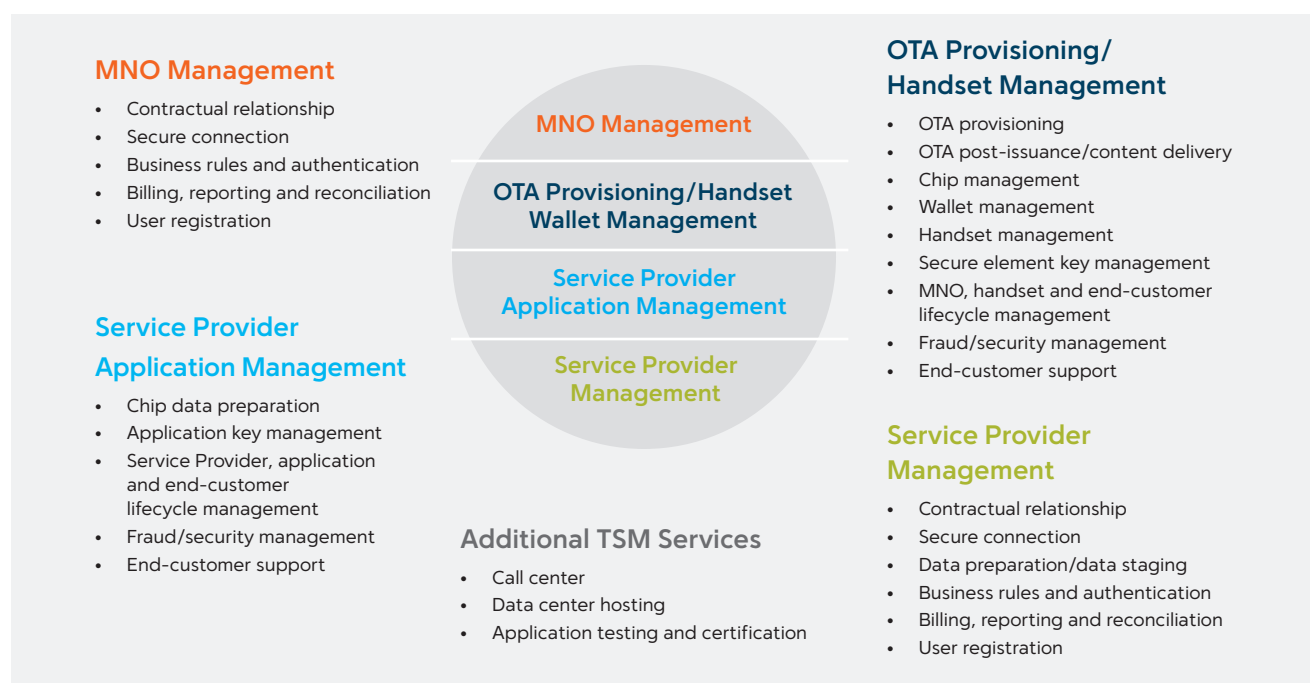 MNO Management
• Contractual relationship
• Secure connection
• Business rules and authentication
• Billing, reporting and reconciliation
• User registration
Service Provider
Application Management
• Chip data preparation
• Application key management
• Service Provider, application
and end-customer
lifecycle management
• Fraud/security management
• End-customer support
MNO Management
OTA Provisioning/Handset
Wallet Management
Service Provider
Application Management
Service Provider
Management
Additional TSM Services
• Call center
• Data center hosting
• Application testing and certification
OTA Provisioning/
Handset Management
• OTA provisioning
• OTA post-issuance/content delivery
• Chip management
• Wallet management
• Handset management
• Secure element key management
• MNO, handset and end-customer
lifecycle management
• Fraud/security management
• End-customer support
Service Provider
Management
• Contractual relationship
• Secure connection
• Data preparation/data staging
• Business rules and authentication
• Billing, reporting and reconciliation
• User registration